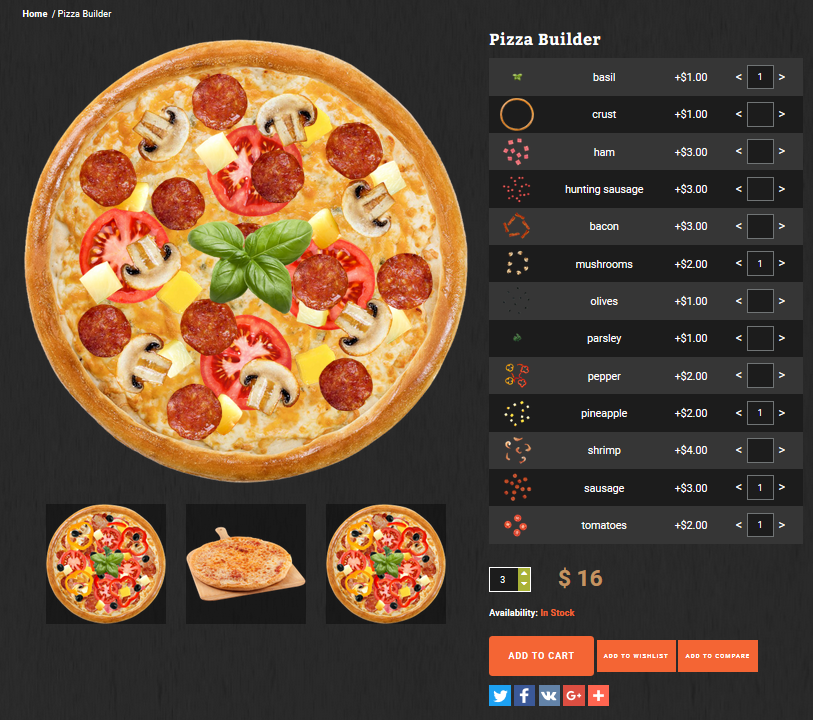 Home / Pizza Builder
Pizza Builder
basil +$1.00 < 1 >
crust +$1.00 < >
ham +$3.00 < >
hunting sausage +$3.00 < >
bacon +$3.00 < >
mushrooms +$2.00 < 1 >
olives +$1.00 < >
parsley +$1.00 < >
pepper +$2.00 < >
pineapple +$2.00 < 1 >
shrimp +$4.00 < >
sausage +$3.00 < 1 >
tomatoes +$2.00 < 1 >
3 $ 16
Availability: In Stock
ADD TO CART ADD TO WISHLIST ADD TO COMPARE
G+